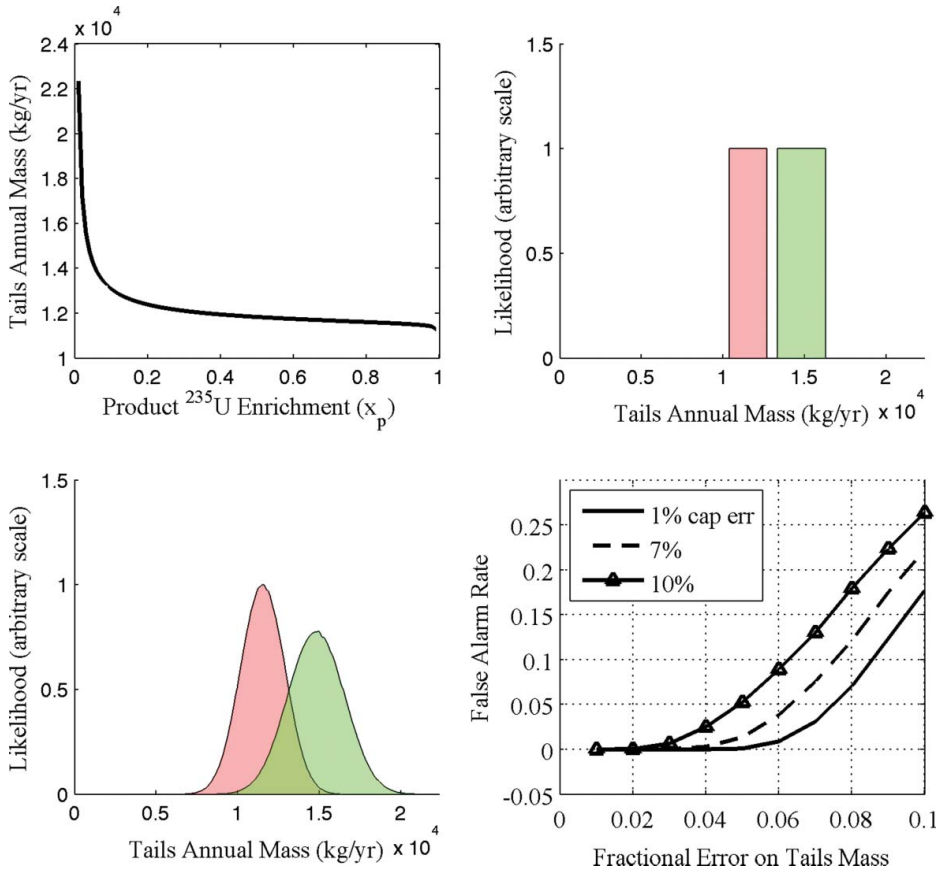 x 10^4
2.4
2.2
2
1.8
1.6
1.4
1.2
1
0 0.2 0.4 0.6 0.8 1
Tails Annual Mass (kg/yr)
Product ²³⁵U Enrichment (x_p)
1.5
1
0.5
0
0 0.5 1 1.5 2
Likelihood (arbitrary scale)
Tails Annual Mass (kg/yr) x 10^4
1.5
1
0.5
0
0 0.5 1 1.5 2
Likelihood (arbitrary scale)
Tails Annual Mass (kg/yr) x 10^4
1% cap err
7%
10%
0.25
0.2
0.15
0.1
0.05
0
-0.05
0 0.02 0.04 0.06 0.08 0.1
False Alarm Rate
Fractional Error on Tails Mass